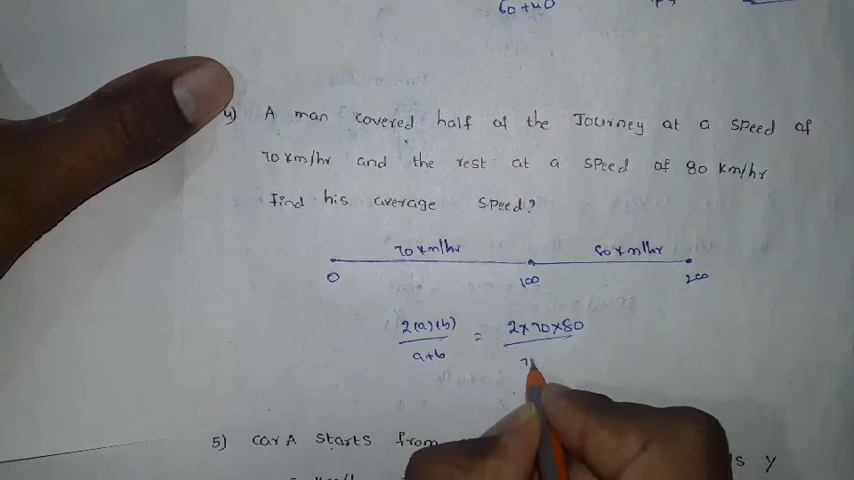 60+40
4) A man covered half of the Journey at a speed of
70 km/hr and the rest at a speed of 80 km/hr
find his average speed?
70 km/hr 80 km/hr
0 100 200
2(a)(b) = 2×70×80
a+b 7
5) car A starts from
s y